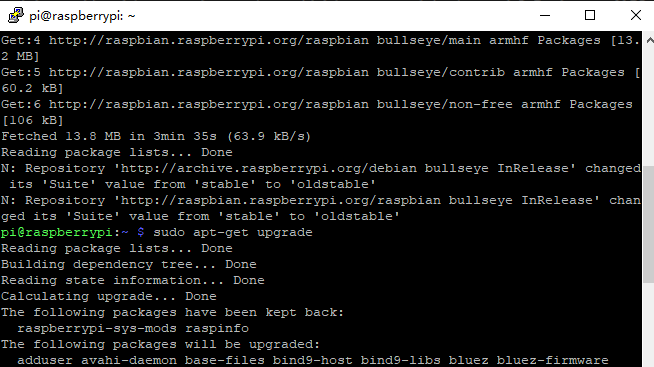 pi@raspberrypi: ~
Get:4 http://raspbian.raspberrypi.org/raspbian bullseye/main armhf Packages [13.
2 MB]
Get:5 http://raspbian.raspberrypi.org/raspbian bullseye/contrib armhf Packages [
60.2 kB]
Get:6 http://raspbian.raspberrypi.org/raspbian bullseye/non-free armhf Packages
[106 kB]
Fetched 13.8 MB in 3min 35s (63.9 kB/s)
Reading package lists... Done
N: Repository 'http://archive.raspberrypi.org/debian bullseye InRelease' changed
 its 'Suite' value from 'stable' to 'oldstable'
N: Repository 'http://raspbian.raspberrypi.org/raspbian bullseye InRelease' chan
ged its 'Suite' value from 'stable' to 'oldstable'
pi@raspberrypi:~ $ sudo apt-get upgrade
Reading package lists... Done
Building dependency tree... Done
Reading state information... Done
Calculating upgrade... Done
The following packages have been kept back:
  raspberrypi-sys-mods raspinfo
The following packages will be upgraded:
  adduser avahi-daemon base-files bind9-host bind9-libs bluez bluez-firmware